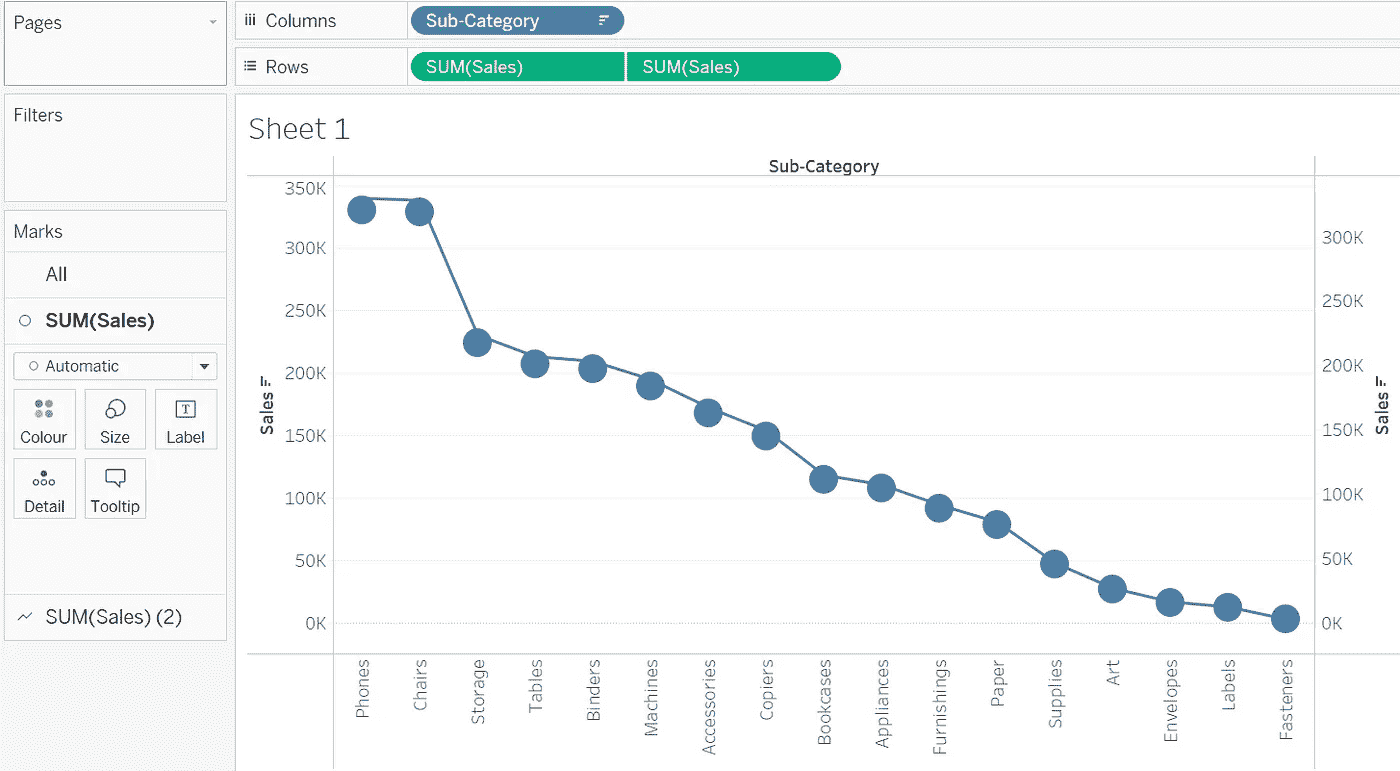 Pages
Columns
Sub-Category
Rows
SUM(Sales)
SUM(Sales)
Filters
Marks
All
SUM(Sales)
Automatic
Colour
Size
T
Label
Detail
Tooltip
SUM(Sales) (2)
Sheet 1
Sub-Category
Sales
350K
300K
250K
200K
150K
100K
50K
0K
300K
250K
200K
150K
100K
50K
0K
Sales
Phones
Chairs
Storage
Tables
Binders
Machines
Accessories
Copiers
Bookcases
Appliances
Furnishings
Paper
Supplies
Art
Envelopes
Labels
Fasteners